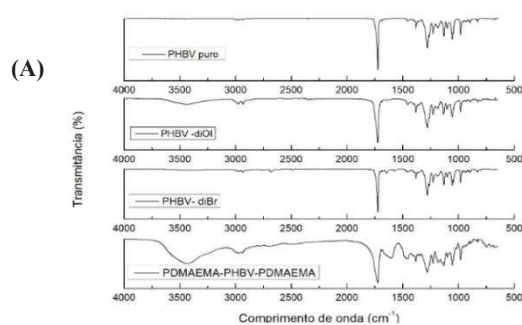 (A)
Transmitância (%)
PHBV puro
4000 3500 3000 2500 2000 1500 1000 500
PHBV -diOl
4000 3500 3000 2500 2000 1500 1000 500
PHBV- diBr
4000 3500 3000 2500 2000 1500 1000 500
PDMAEMA-PHBV-PDMAEMA
4000 3500 3000 2500 2000 1500 1000 500
Comprimento de onda (cm⁻¹)